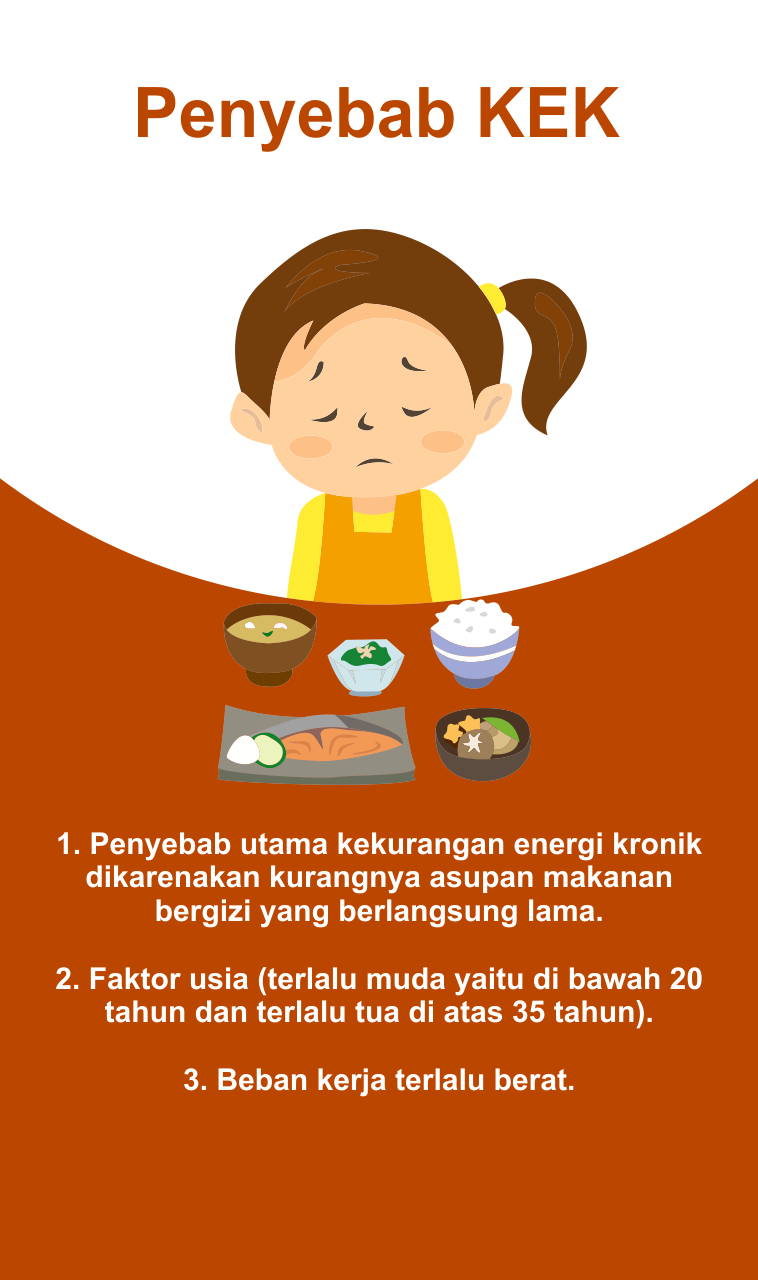 Penyebab KEK
1. Penyebab utama kekurangan energi kronik
dikarenakan kurangnya asupan makanan
bergizi yang berlangsung lama.
2. Faktor usia (terlalu muda yaitu di bawah 20
tahun dan terlalu tua di atas 35 tahun).
3. Beban kerja terlalu berat.